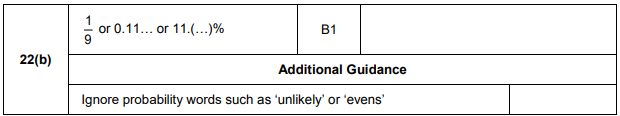 1/9 or 0.11... or 11.(...)%
B1
22(b)
Additional Guidance
Ignore probability words such as ‘unlikely’ or ‘evens’